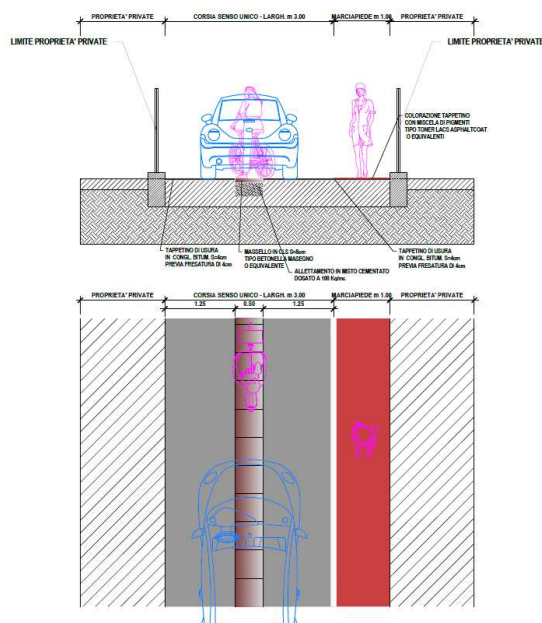 PROPRIETA' PRIVATE
CORSIA SENSO UNICO - LARGH. m 3.00
MARCIAPIEDE m 1.00
PROPRIETA' PRIVATE
LIMITE PROPRIETA' PRIVATE
LIMITE PROPRIETA' PRIVATE
COLORAZIONE TAPPETINO
CON MISCELA DI PIGMENTI
TIPO TONER LACS ASPHALTCOAT
O EQUIVALENTI
TAPPETINO DI USURA
IN CONGL. BITUM. S=4cm
PREVIA FRESATURA DI 4cm
MASSELLO IN CLS S=8cm
TIPO BETONELLA MASEGNO
O EQUIVALENTE
ALLETTAMENTO IN MISTO CEMENTATO
DOSATO A 100 Kg/mc
TAPPETINO DI USURA
IN CONGL. BITUM. S=4cm
PREVIA FRESATURA DI 4cm
PROPRIETA' PRIVATE
CORSIA SENSO UNICO - LARGH. m 3.00
MARCIAPIEDE m 1.00
PROPRIETA' PRIVATE
1.25
0.50
1.25